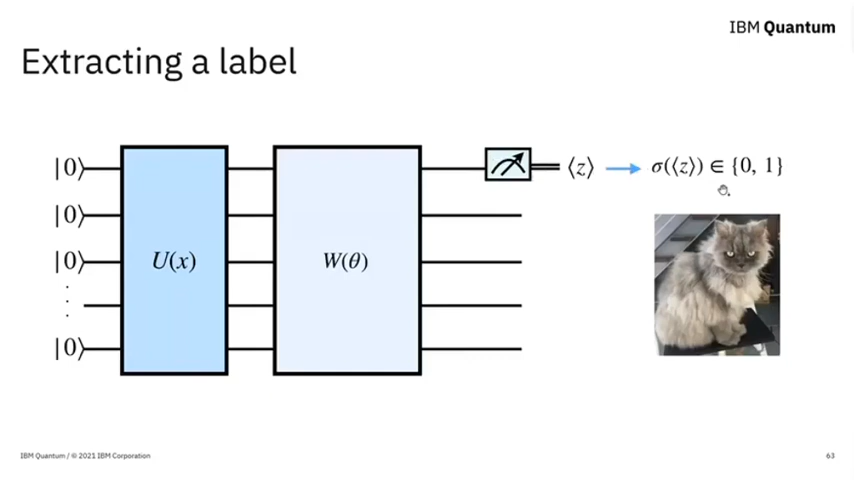 IBM Quantum
Extracting a label
|0⟩
|0⟩
|0⟩
⋮
|0⟩
U(x)
W(θ)
⟨z⟩
σ(⟨z⟩) ∈ {0, 1}
IBM Quantum / © 2021 IBM Corporation
63